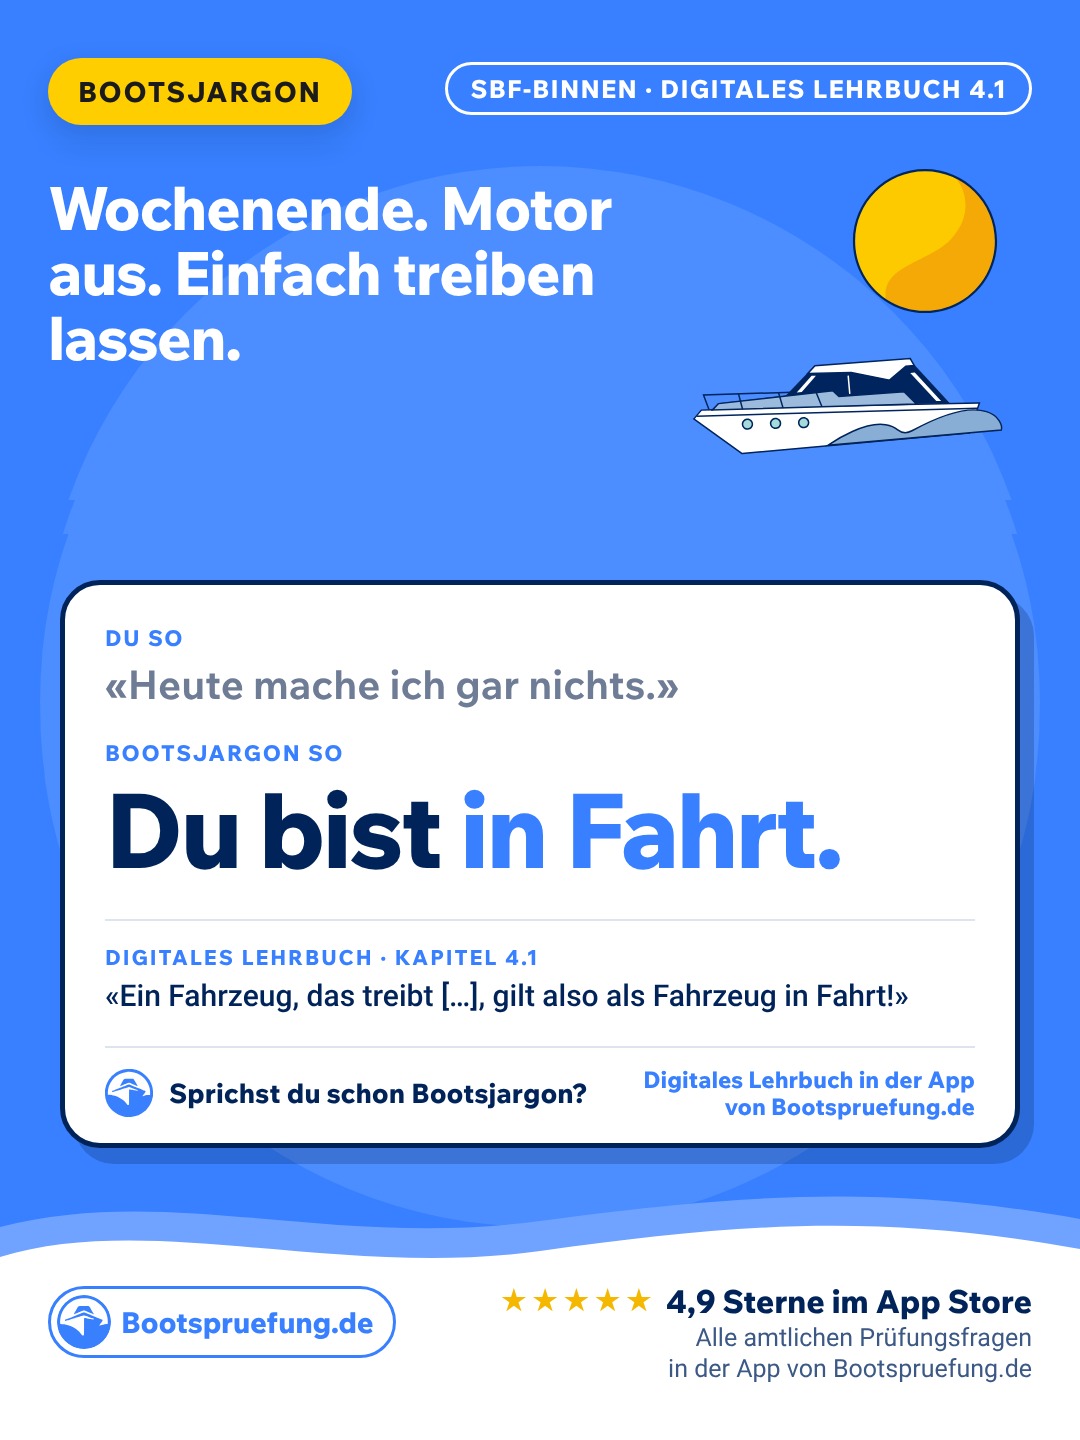 BOOTSJARGON
SBF-BINNEN · DIGITALES LEHRBUCH 4.1
Wochenende. Motor
aus. Einfach treiben
lassen.
DU SO
«Heute mache ich gar nichts.»
BOOTSJARGON SO
Du bist in Fahrt.
DIGITALES LEHRBUCH · KAPITEL 4.1
«Ein Fahrzeug, das treibt [...], gilt also als Fahrzeug in Fahrt!»
Sprichst du schon Bootsjargon?
Digitales Lehrbuch in der App
von Bootspruefung.de
Bootspruefung.de
★★★★★ 4,9 Sterne im App Store
Alle amtlichen Prüfungsfragen
in der App von Bootspruefung.de